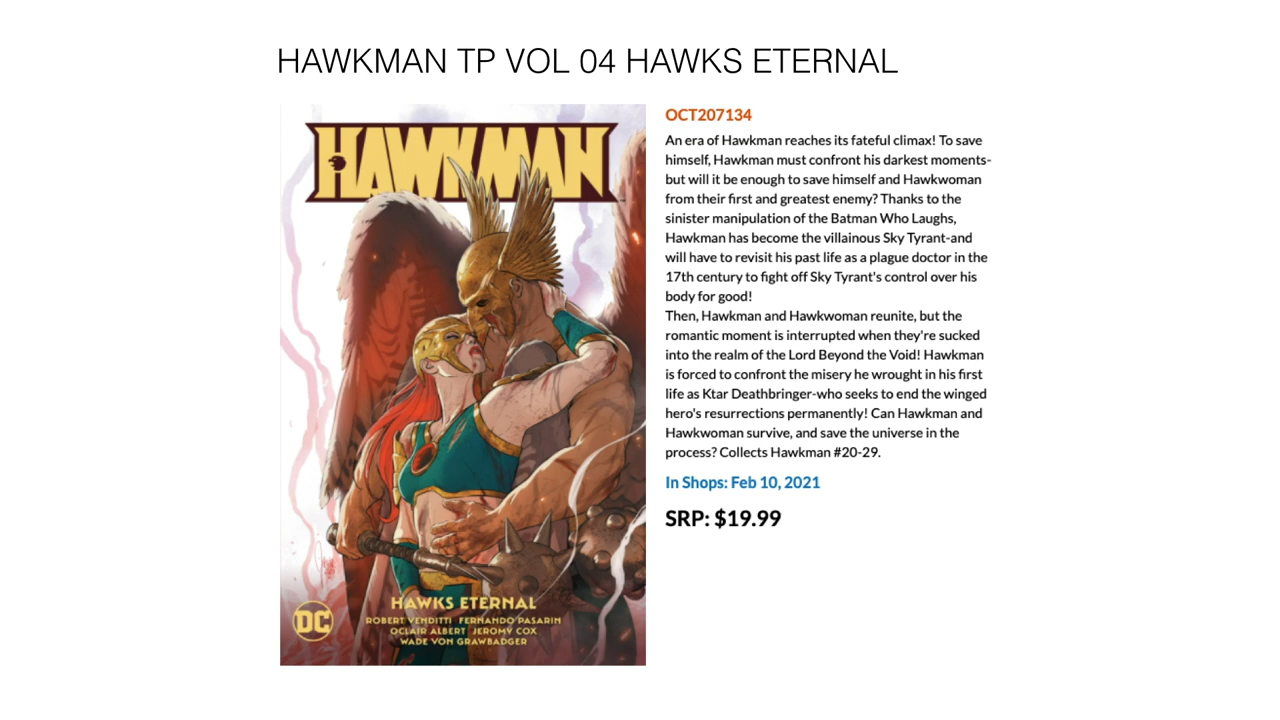 HAWKMAN TP VOL 04 HAWKS ETERNAL
HAWKMAN
HAWKS ETERNAL
ROBERT VENDITTI FERNANDO PASARIN
OCLAIR ALBERT JEROMY COX
WADE VON GRAWBADGER
DC
OCT207134
An era of Hawkman reaches its fateful climax! To save
himself, Hawkman must confront his darkest moments-
but will it be enough to save himself and Hawkwoman
from their first and greatest enemy? Thanks to the
sinister manipulation of the Batman Who Laughs,
Hawkman has become the villainous Sky Tyrant-and
will have to revisit his past life as a plague doctor in the
17th century to fight off Sky Tyrant's control over his
body for good!
Then, Hawkman and Hawkwoman reunite, but the
romantic moment is interrupted when they're sucked
into the realm of the Lord Beyond the Void! Hawkman
is forced to confront the misery he wrought in his first
life as Ktar Deathbringer-who seeks to end the winged
hero's resurrections permanently! Can Hawkman and
Hawkwoman survive, and save the universe in the
process? Collects Hawkman #20-29.
In Shops: Feb 10, 2021
SRP: $19.99